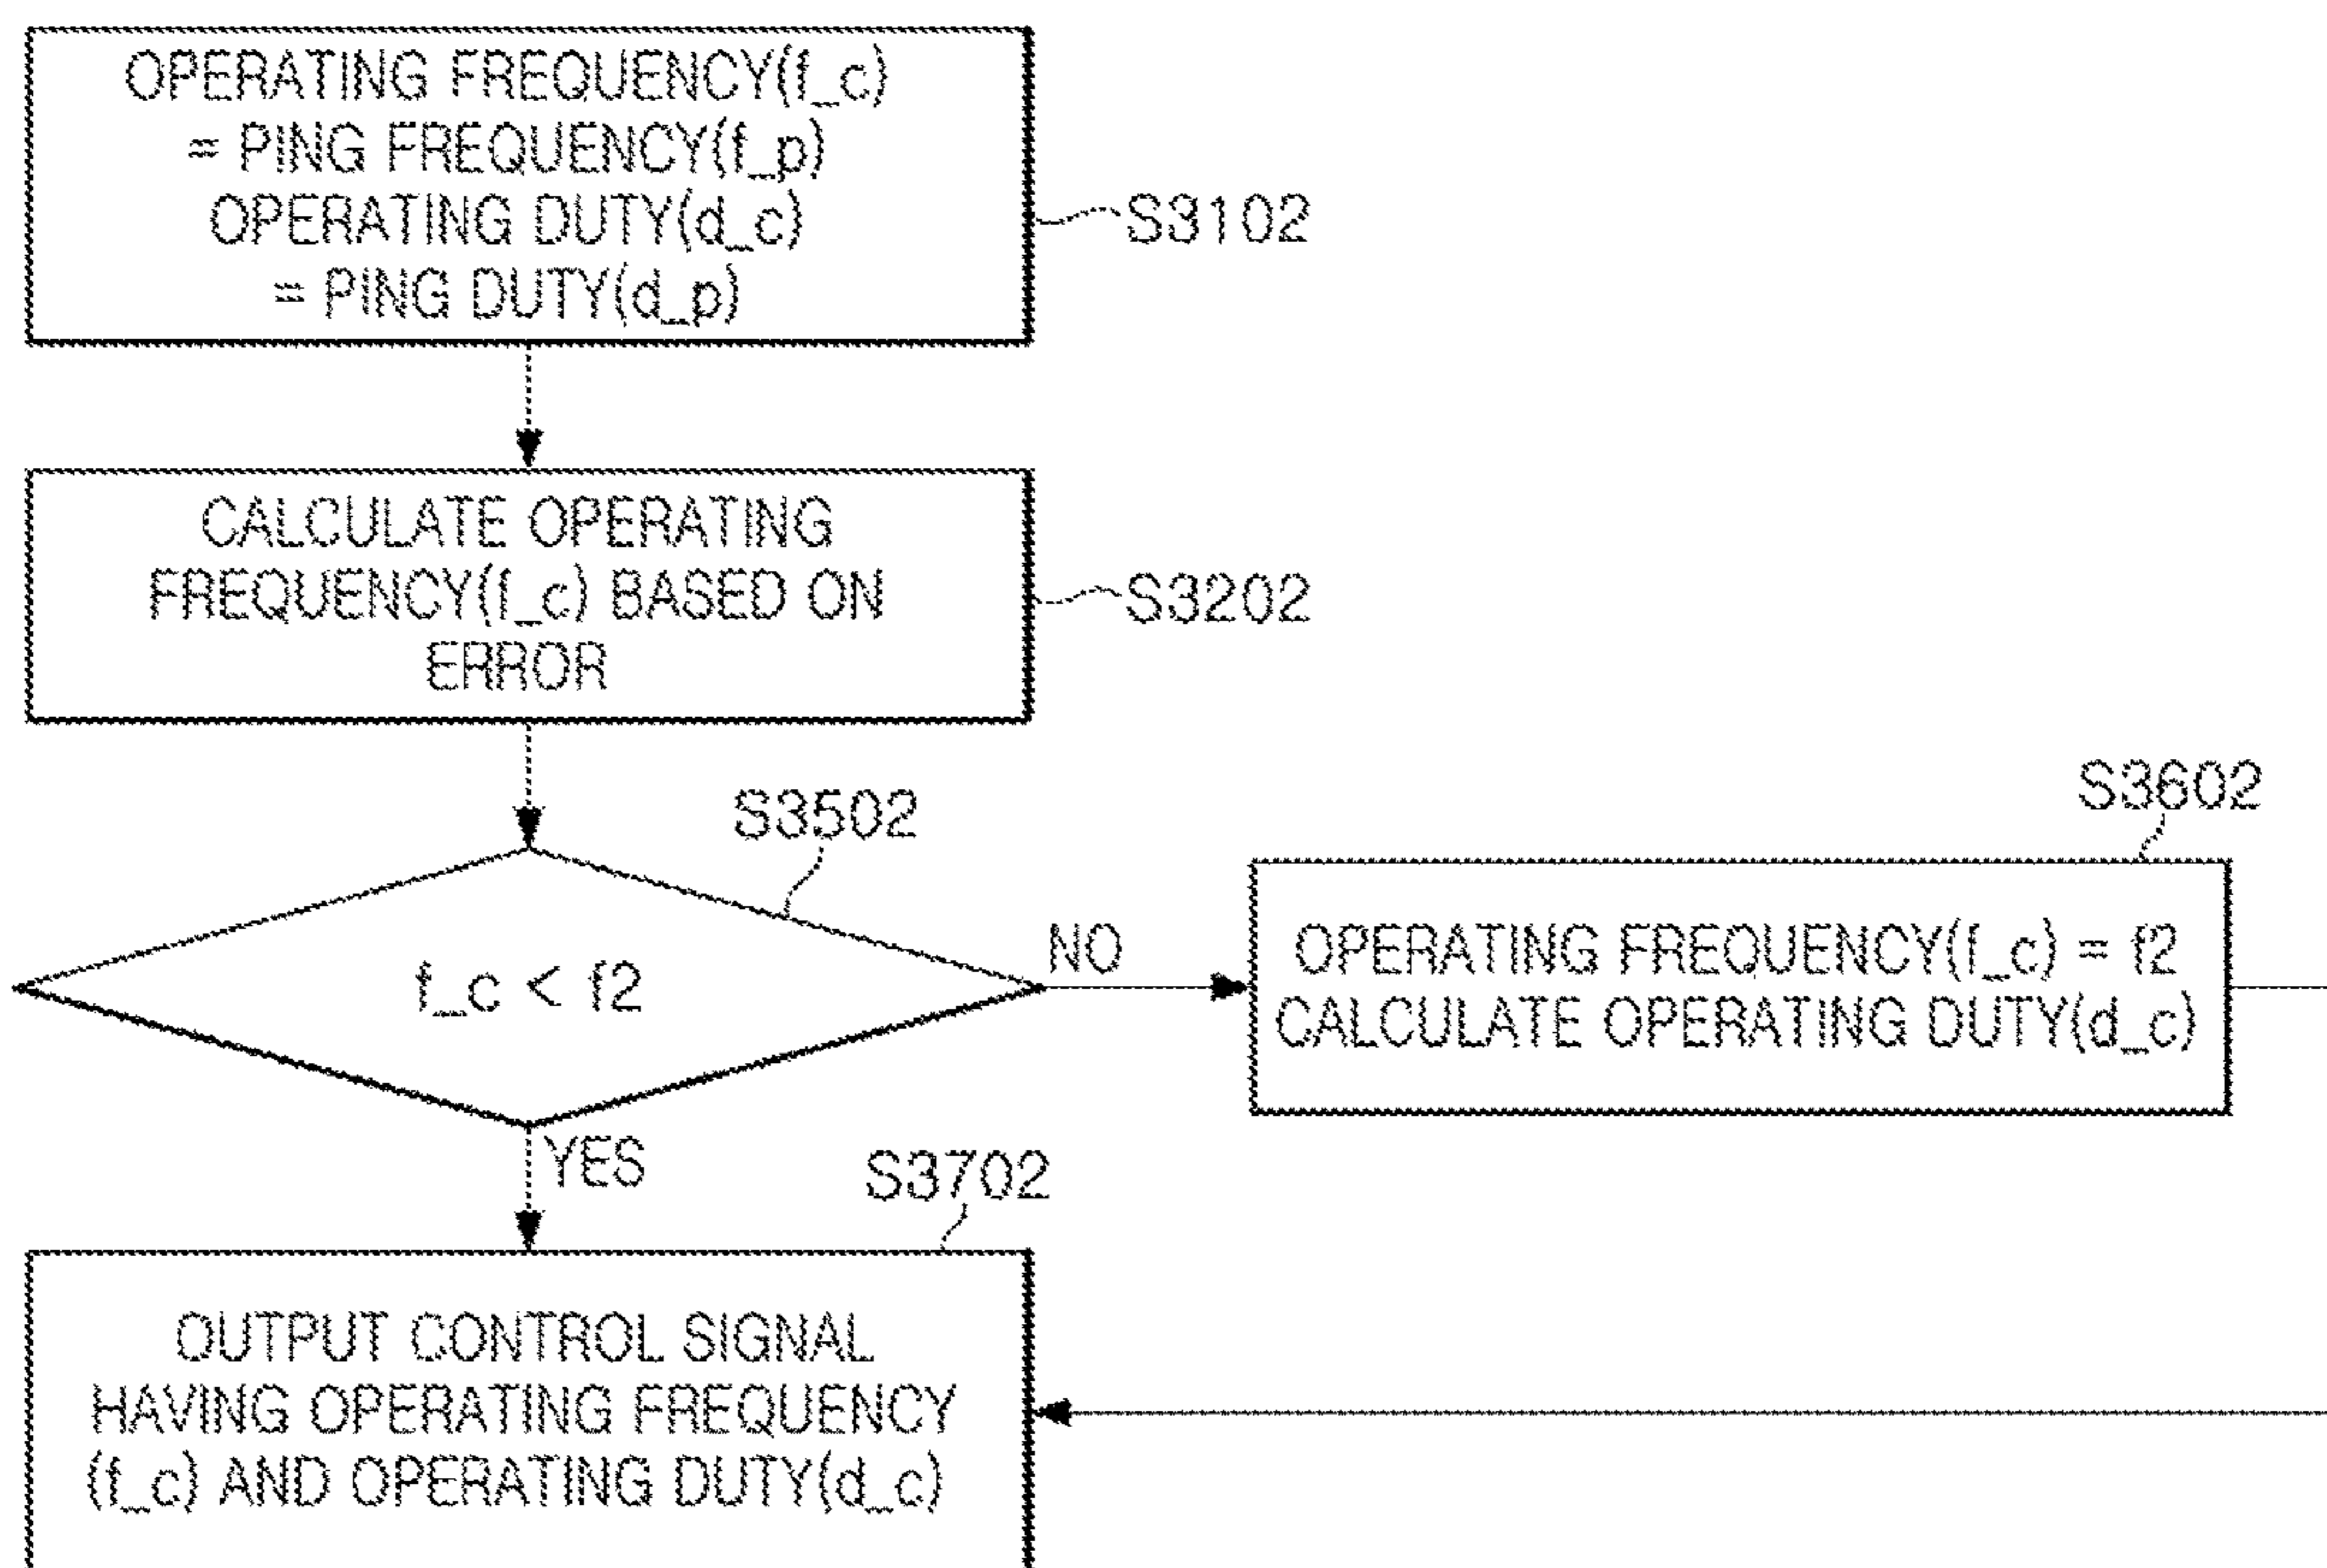 OPERATING FREQUENCY(f_c)
= PING FREQUENCY(f_p)
OPERATING DUTY(d_c)
= PING DUTY(d_p)
S3102
CALCULATE OPERATING
FREQUENCY(f_c) BASED ON
ERROR
S3202
S3502
f_c < f2
NO
YES
S3602
OPERATING FREQUENCY(f_c) = f2
CALCULATE OPERATING DUTY(d_c)
S3702
OUTPUT CONTROL SIGNAL
HAVING OPERATING FREQUENCY
(f_c) AND OPERATING DUTY(d_c)